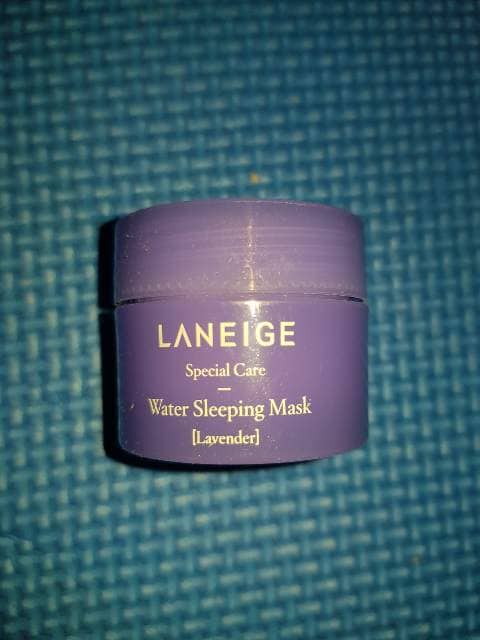 LANEIGE
Special Care
Water Sleeping Mask
[Lavender]